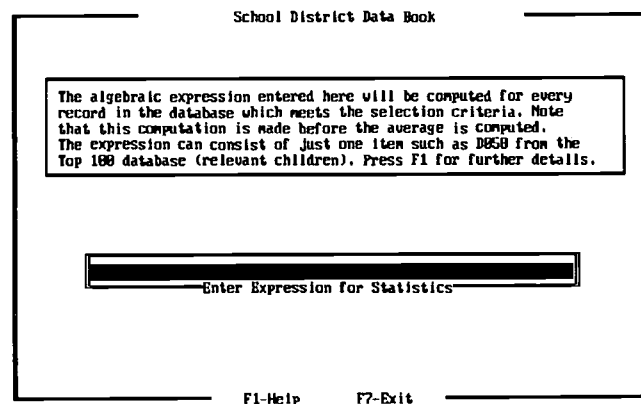 School District Data Book
The algebraic expression entered here will be computed for every
record in the database which meets the selection criteria. Note
that this computation is made before the average is computed.
The expression can consist of just one item such as D050 from the
Top 100 database (relevant children). Press F1 for further details.
Enter Expression for Statistics
F1-Help F7-Exit